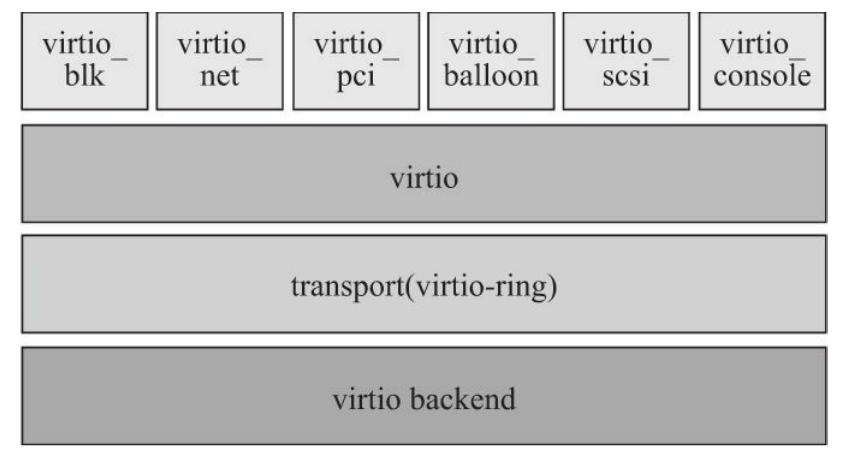 virtio_ virtio_ virtio_ virtio_ virtio_ virtio_
blk net pci balloon scsi console
virtio
transport(virtio-ring)
virtio backend